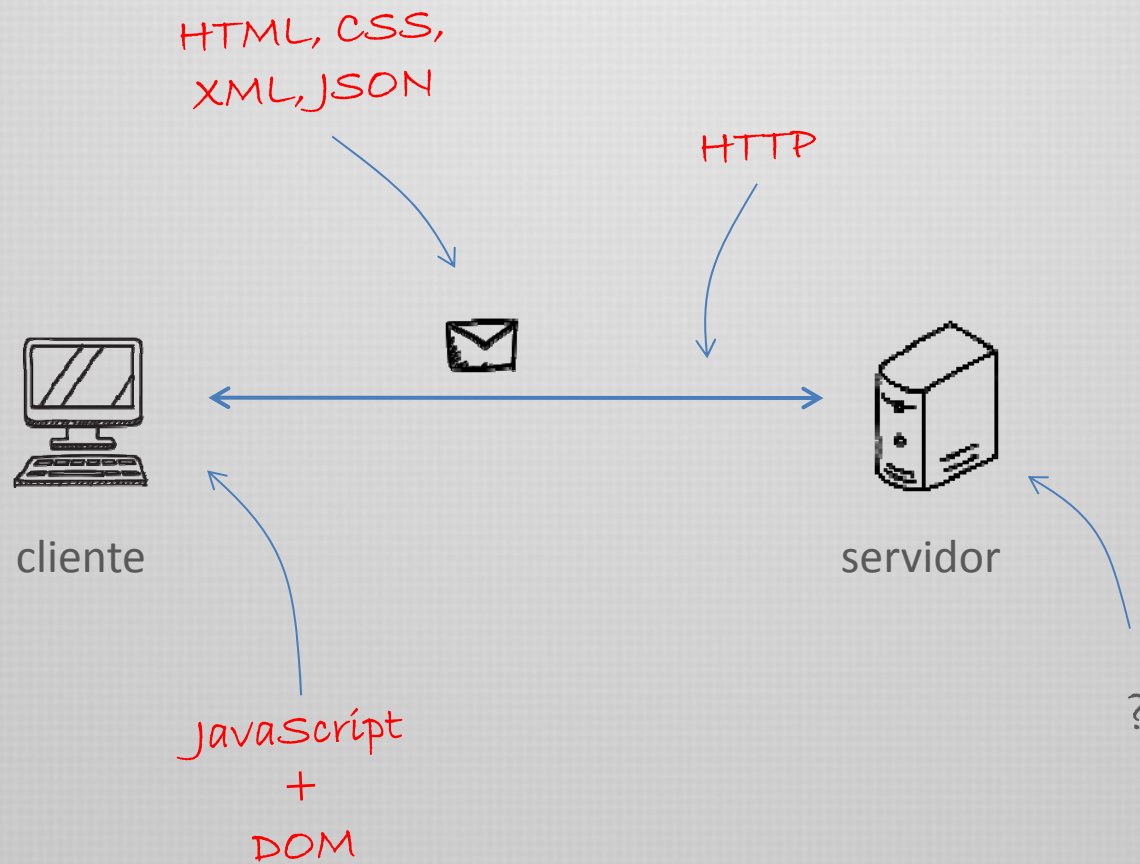 HTML, CSS,
XML, JSON
HTTP
cliente
servidor
JavaScript
+
DOM
?